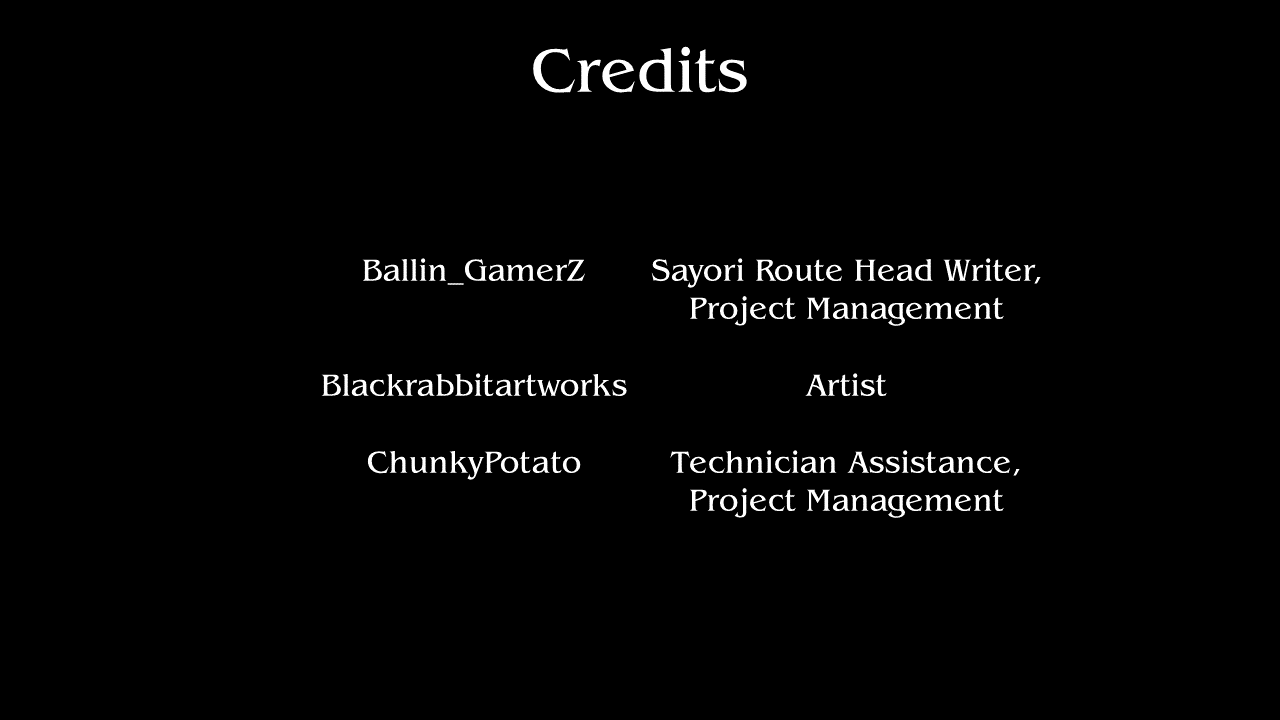 Credits
Ballin_GamerZ Sayori Route Head Writer,
Project Management
Blackrabbitartworks Artist
ChunkyPotato Technician Assistance,
Project Management